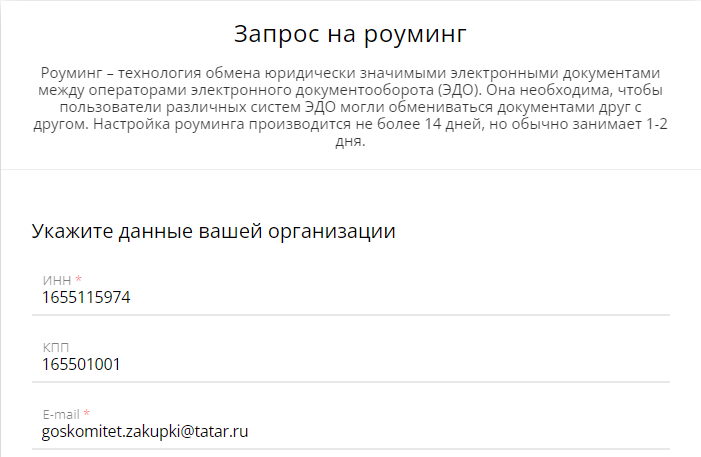 Запрос на роуминг
Роуминг – технология обмена юридически значимыми электронными документами
между операторами электронного документооборота (ЭДО). Она необходима, чтобы
пользователи различных систем ЭДО могли обмениваться документами друг с
другом. Настройка роуминга производится не более 14 дней, но обычно занимает 1-2
дня.
Укажите данные вашей организации
ИНН *
1655115974
КПП
165501001
E-mail *
goskomitet.zakupki@tatar.ru